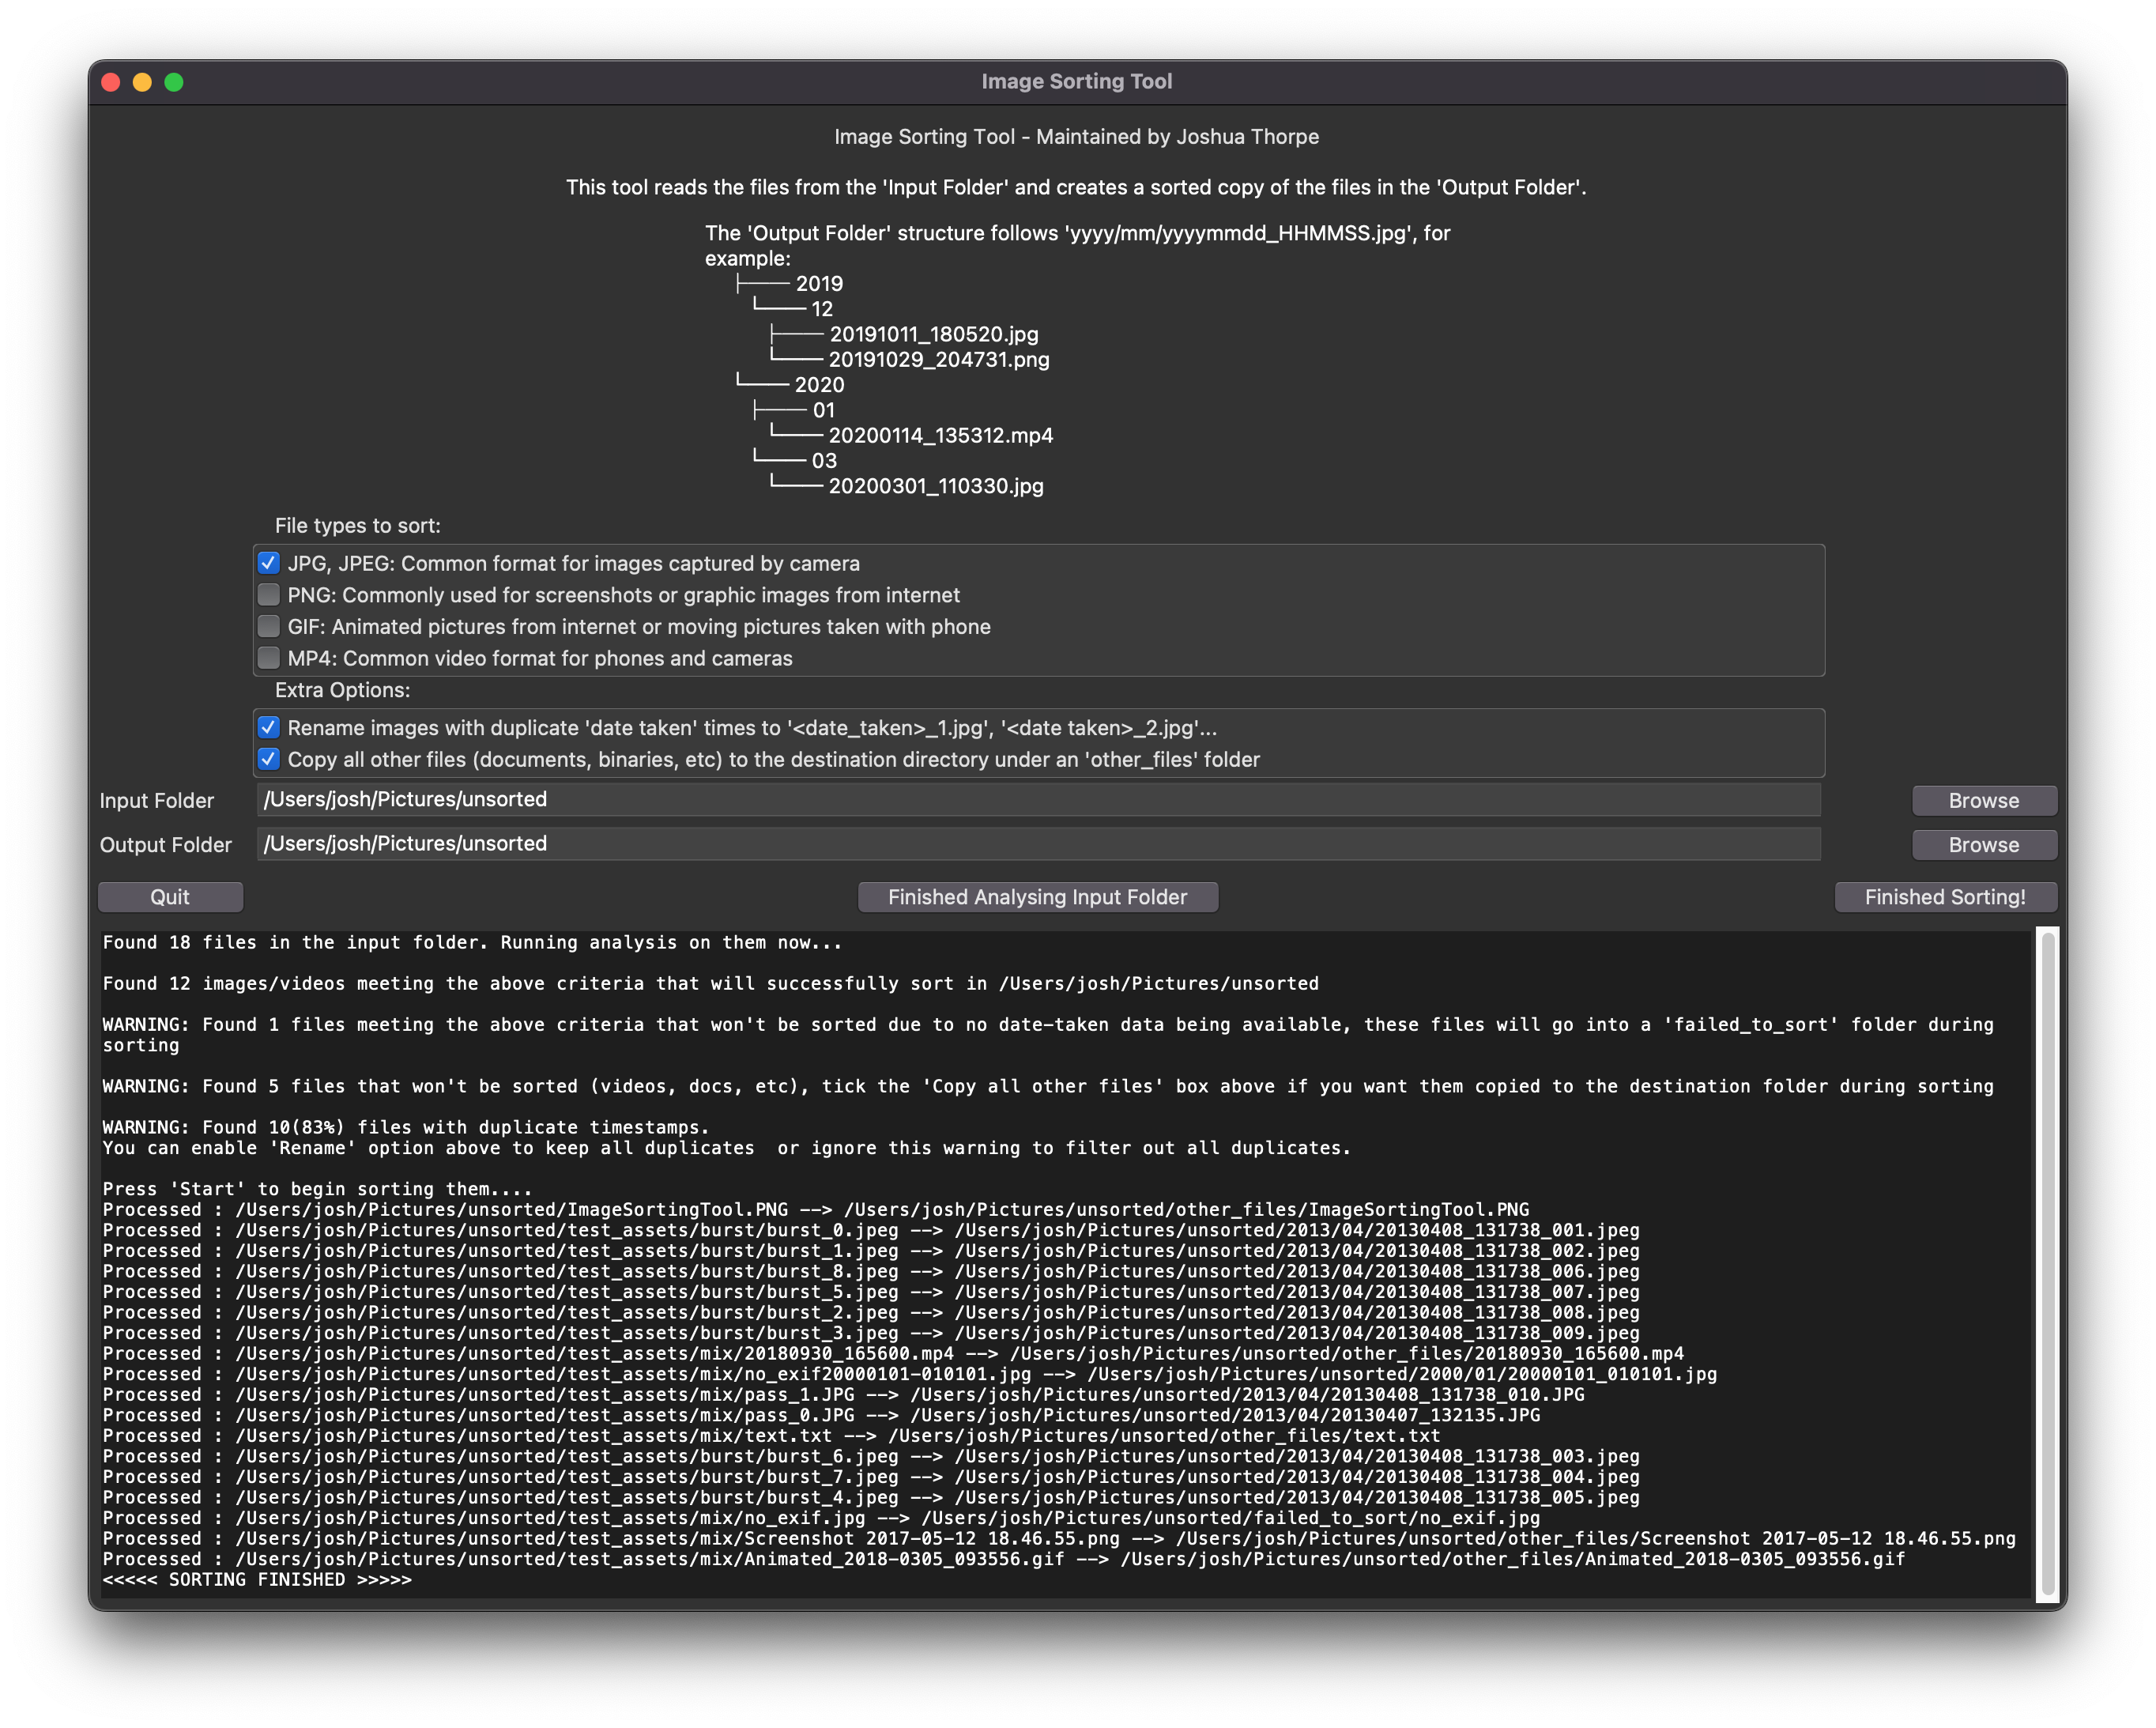 Image Sorting Tool
Image Sorting Tool - Maintained by Joshua Thorpe
This tool reads the files from the 'Input Folder' and creates a sorted copy of the files in the 'Output Folder'.
The 'Output Folder' structure follows 'yyyy/mm/yyyymmdd_HHMMSS.jpg', for
example:
├── 2019
└── 12
├── 20191011_180520.jpg
└── 20191029_204731.png
└── 2020
├── 01
└── 20200114_135312.mp4
└── 03
└── 20200301_110330.jpg
File types to sort:
JPG, JPEG: Common format for images captured by camera
PNG: Commonly used for screenshots or graphic images from internet
GIF: Animated pictures from internet or moving pictures taken with phone
MP4: Common video format for phones and cameras
Extra Options:
Rename images with duplicate 'date taken' times to '<date_taken>_1.jpg', '<date taken>_2.jpg'...
Copy all other files (documents, binaries, etc) to the destination directory under an 'other_files' folder
Input Folder /Users/josh/Pictures/unsorted Browse
Output Folder /Users/josh/Pictures/unsorted Browse
Quit Finished Analysing Input Folder Finished Sorting!
Found 18 files in the input folder. Running analysis on them now...
Found 12 images/videos meeting the above criteria that will successfully sort in /Users/josh/Pictures/unsorted
WARNING: Found 1 files meeting the above criteria that won't be sorted due to no date-taken data being available, these files will go into a 'failed_to_sort' folder during
sorting
WARNING: Found 5 files that won't be sorted (videos, docs, etc), tick the 'Copy all other files' box above if you want them copied to the destination folder during sorting
WARNING: Found 10(83%) files with duplicate timestamps.
You can enable 'Rename' option above to keep all duplicates  or ignore this warning to filter out all duplicates.
Press 'Start' to begin sorting them....
Processed : /Users/josh/Pictures/unsorted/ImageSortingTool.PNG --> /Users/josh/Pictures/unsorted/other_files/ImageSortingTool.PNG
Processed : /Users/josh/Pictures/unsorted/test_assets/burst/burst_0.jpeg --> /Users/josh/Pictures/unsorted/2013/04/20130408_131738_001.jpeg
Processed : /Users/josh/Pictures/unsorted/test_assets/burst/burst_1.jpeg --> /Users/josh/Pictures/unsorted/2013/04/20130408_131738_002.jpeg
Processed : /Users/josh/Pictures/unsorted/test_assets/burst/burst_8.jpeg --> /Users/josh/Pictures/unsorted/2013/04/20130408_131738_006.jpeg
Processed : /Users/josh/Pictures/unsorted/test_assets/burst/burst_5.jpeg --> /Users/josh/Pictures/unsorted/2013/04/20130408_131738_007.jpeg
Processed : /Users/josh/Pictures/unsorted/test_assets/burst/burst_2.jpeg --> /Users/josh/Pictures/unsorted/2013/04/20130408_131738_008.jpeg
Processed : /Users/josh/Pictures/unsorted/test_assets/burst/burst_3.jpeg --> /Users/josh/Pictures/unsorted/2013/04/20130408_131738_009.jpeg
Processed : /Users/josh/Pictures/unsorted/test_assets/mix/20180930_165600.mp4 --> /Users/josh/Pictures/unsorted/other_files/20180930_165600.mp4
Processed : /Users/josh/Pictures/unsorted/test_assets/mix/no_exif20000101-010101.jpg --> /Users/josh/Pictures/unsorted/2000/01/20000101_010101.jpg
Processed : /Users/josh/Pictures/unsorted/test_assets/mix/pass_1.JPG --> /Users/josh/Pictures/unsorted/2013/04/20130408_131738_010.JPG
Processed : /Users/josh/Pictures/unsorted/test_assets/mix/pass_0.JPG --> /Users/josh/Pictures/unsorted/2013/04/20130407_132135.JPG
Processed : /Users/josh/Pictures/unsorted/test_assets/mix/text.txt --> /Users/josh/Pictures/unsorted/other_files/text.txt
Processed : /Users/josh/Pictures/unsorted/test_assets/burst/burst_6.jpeg --> /Users/josh/Pictures/unsorted/2013/04/20130408_131738_003.jpeg
Processed : /Users/josh/Pictures/unsorted/test_assets/burst/burst_7.jpeg --> /Users/josh/Pictures/unsorted/2013/04/20130408_131738_004.jpeg
Processed : /Users/josh/Pictures/unsorted/test_assets/burst/burst_4.jpeg --> /Users/josh/Pictures/unsorted/2013/04/20130408_131738_005.jpeg
Processed : /Users/josh/Pictures/unsorted/test_assets/mix/no_exif.jpg --> /Users/josh/Pictures/unsorted/failed_to_sort/no_exif.jpg
Processed : /Users/josh/Pictures/unsorted/test_assets/mix/Screenshot 2017-05-12 18.46.55.png --> /Users/josh/Pictures/unsorted/other_files/Screenshot 2017-05-12 18.46.55.png
Processed : /Users/josh/Pictures/unsorted/test_assets/mix/Animated_2018-0305_093556.gif --> /Users/josh/Pictures/unsorted/other_files/Animated_2018-0305_093556.gif
<<<<< SORTING FINISHED >>>>>